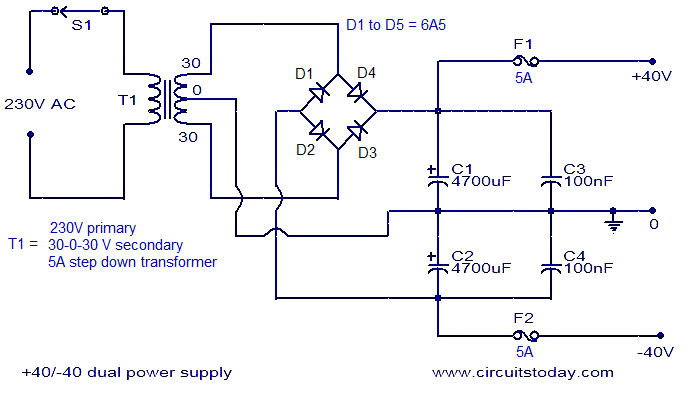 S1
D1 to D5 = 6A5
F1
5A
+40V
30
D1
D4
230V AC
T1
0
30
D2
D3
C1
4700uF
C3
100nF
0
230V primary
T1 = 30-0-30 V secondary
5A step down transformer
C2
4700uF
C4
100nF
F2
5A
-40V
+40/-40 dual power supply
www.circuitstoday.com